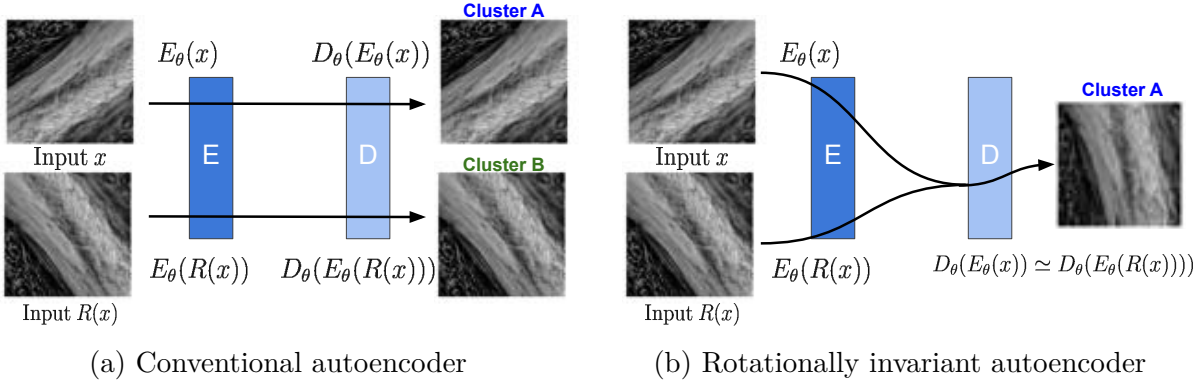 Cluster A
E_θ(x)
D_θ(E_θ(x))
E
D
Input x
Cluster B
E_θ(R(x))
D_θ(E_θ(R(x)))
Input R(x)
(a) Conventional autoencoder
E_θ(x)
Cluster A
E
D
Input x
E_θ(R(x))
D_θ(E_θ(x)) ≃ D_θ(E_θ(R(x))))
Input R(x)
(b) Rotationally invariant autoencoder